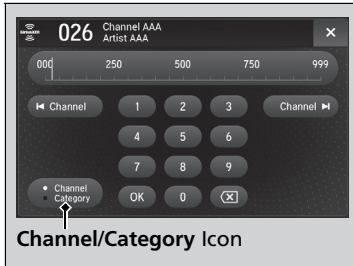 SiriusXM 026 Channel AAA
Artist AAA
000 250 500 750 999
Channel 1 2 3 Channel
4 5 6
7 8 9
Channel
Category OK 0
Channel/Category Icon